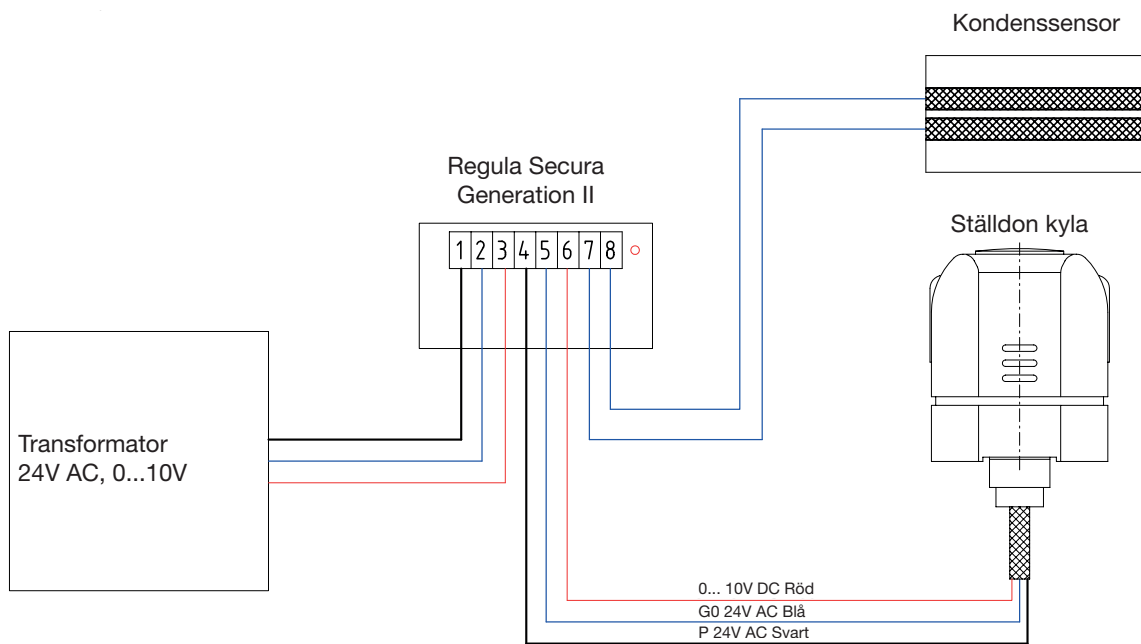 Kondenssensor
Regula Secura
Generation II
Ställdon kyla
1 2 3 4 5 6 7 8
Transformator
24V AC, 0...10V
0... 10V DC Röd
G0 24V AC Blå
P 24V AC Svart